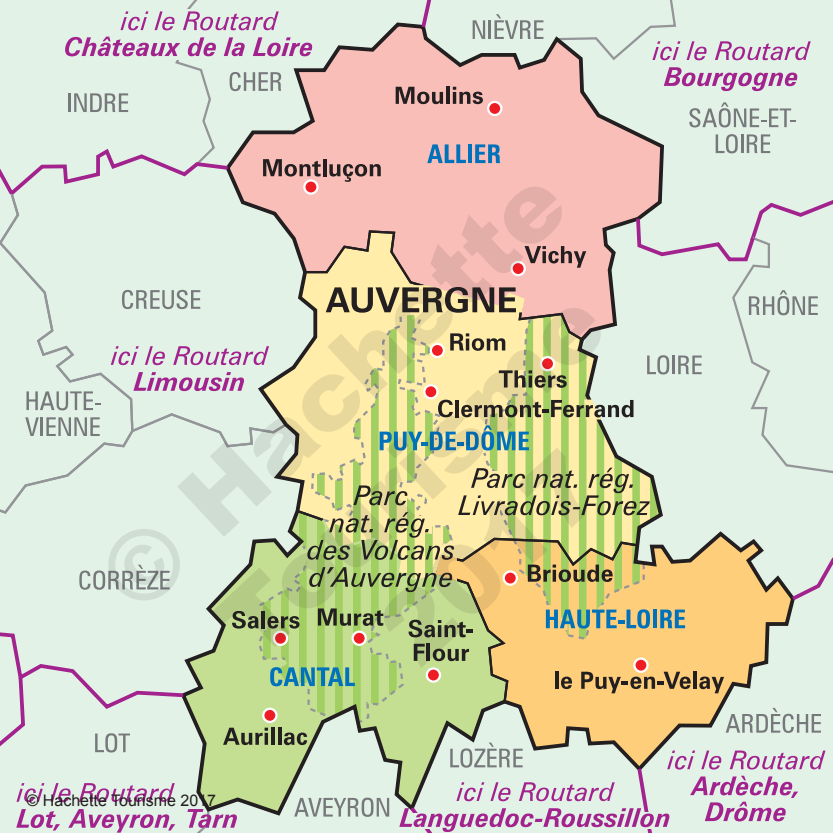 ici le Routard
Châteaux de la Loire
NIÈVRE
ici le Routard
Bourgogne
CHER
INDRE
Moulins
SAÔNE-ET-
LOIRE
ALLIER
Montluçon
Vichy
CREUSE
AUVERGNE
RHÔNE
Riom
ici le Routard
Limousin
LOIRE
Thiers
HAUTE-
VIENNE
Clermont-Ferrand
PUY-DE-DÔME
Parc nat. rég.
Livradois-Forez
Parc
nat. rég.
des Volcans
d'Auvergne
CORRÈZE
Brioude
Salers
Murat
Saint-
Flour
HAUTE-LOIRE
CANTAL
le Puy-en-Velay
Aurillac
ARDÈCHE
LOT
LOZÈRE
ici le Routard
Ardèche,
Drôme
ici le Routard
Lot, Aveyron, Tarn
AVEYRON
ici le Routard
Languedoc-Roussillon
© Hachette Tourisme 2017
© Hachette
Tourisme
2017